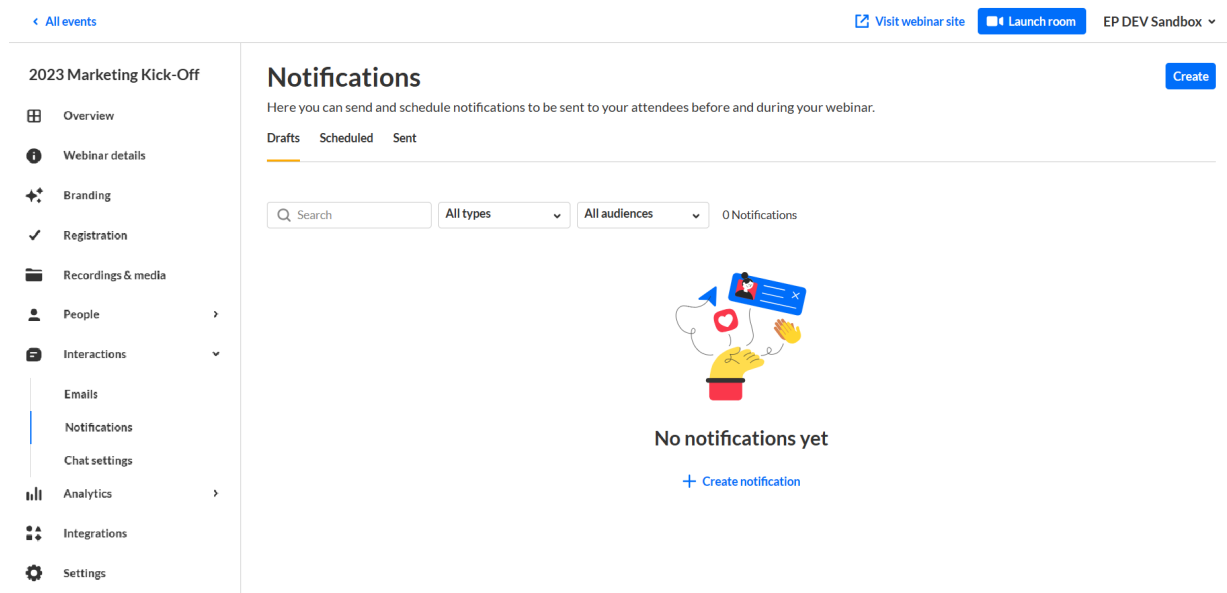 All events
Visit webinar site
Launch room
EP DEV Sandbox
2023 Marketing Kick-Off
Overview
Webinar details
Branding
Registration
Recordings & media
People
Interactions
Emails
Notifications
Chat settings
Analytics
Integrations
Settings
Notifications
Create
Here you can send and schedule notifications to be sent to your attendees before and during your webinar.
Drafts Scheduled Sent
Search All types All audiences 0 Notifications
No notifications yet
Create notification